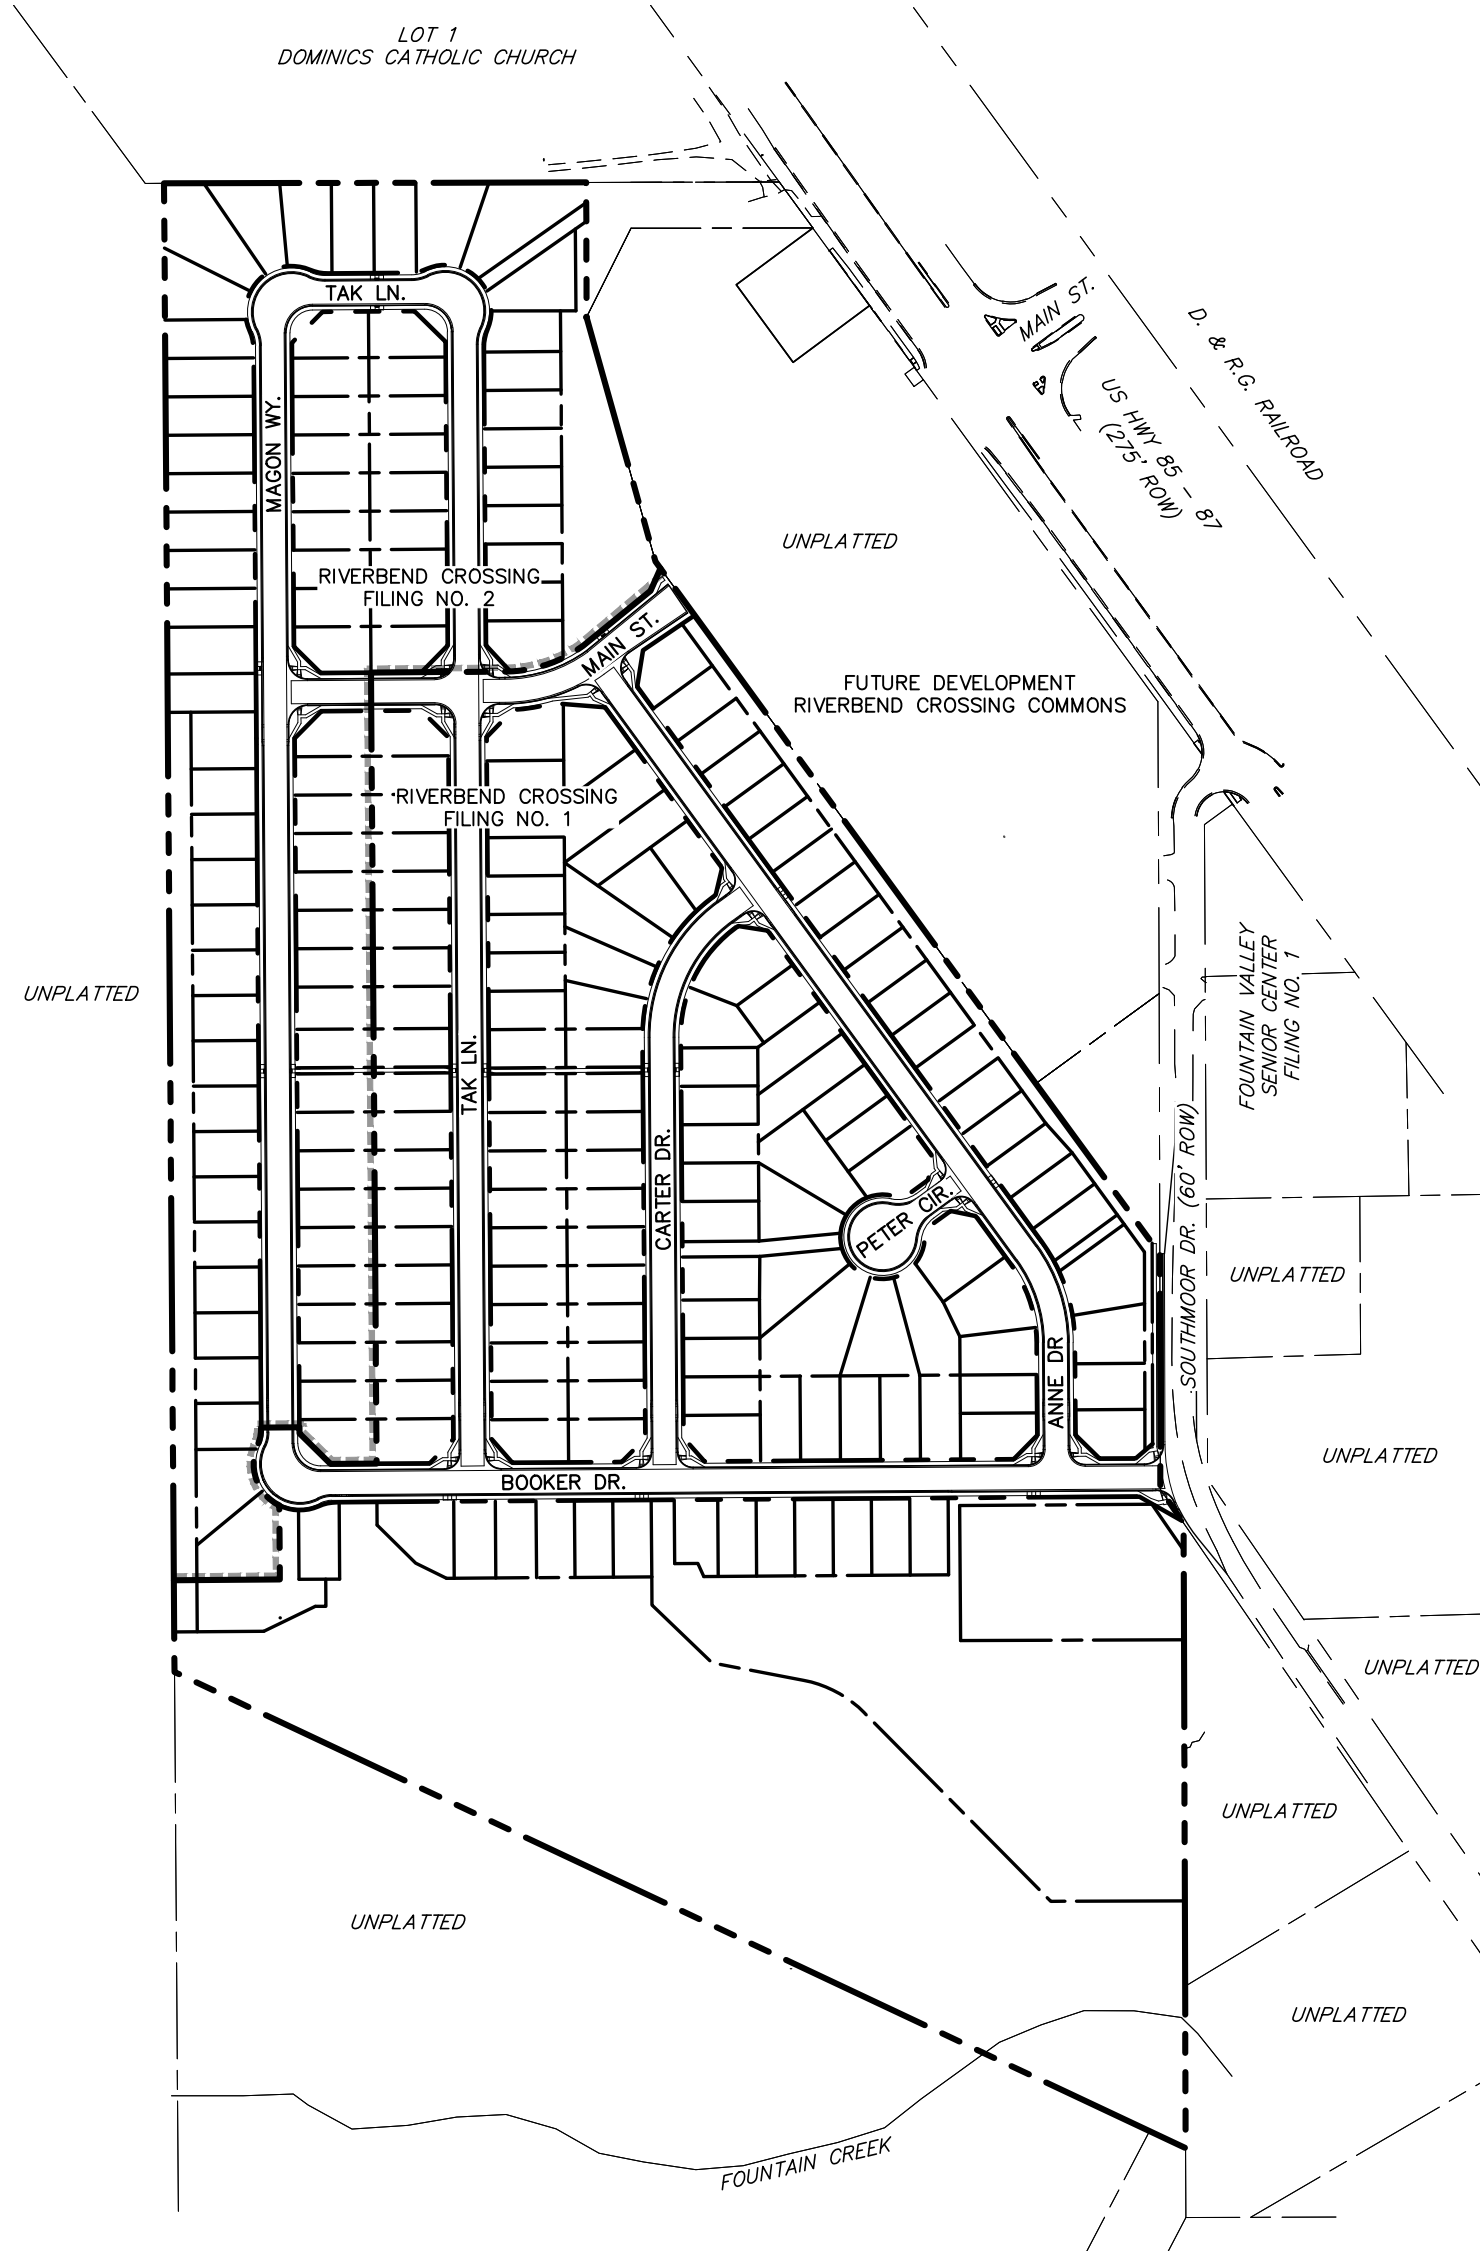 LOT 1
DOMINICS CATHOLIC CHURCH
TAK LN.
MAIN ST.
D. & R.G. RAILROAD
US HWY 85 - 87
(275' ROW)
MAGON WY.
UNPLATTED
RIVERBEND CROSSING
FILING NO. 2
MAIN ST.
FUTURE DEVELOPMENT
RIVERBEND CROSSING COMMONS
RIVERBEND CROSSING
FILING NO. 1
UNPLATTED
FOUNTAIN VALLEY
SENIOR CENTER
FILING NO. 1
TAK LN.
CARTER DR.
PETER CIR.
SOUTHMOOR DR. (60' ROW)
UNPLATTED
ANNE DR
UNPLATTED
BOOKER DR.
UNPLATTED
UNPLATTED
UNPLATTED
UNPLATTED
FOUNTAIN CREEK